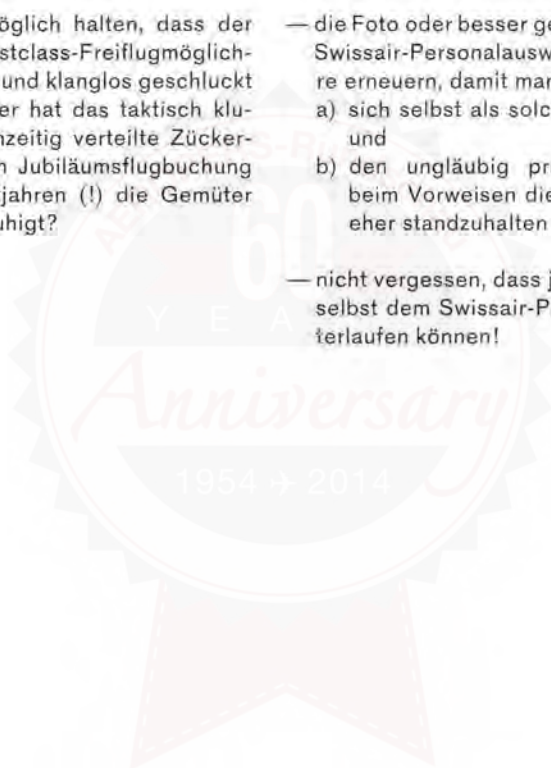 öglich halten, dass der
stclass-Freiflugmöglich-
und klanglos geschluckt
er hat das taktisch klu-
nzeitig verteilte Zücker-
n Jubiläumsflugbuchung
jahren (!) die Gemüter
uhigt?
— die Foto oder besser ge
Swissair-Personalausw
re erneuern, damit man
a) sich selbst als solc
und
b) den ungläubig pr
beim Vorweisen die
eher standzuhalten
— nicht vergessen, dass j
selbst dem Swissair-P
terlaufen können!
60
YEA
Anniversary
1954 → 2014